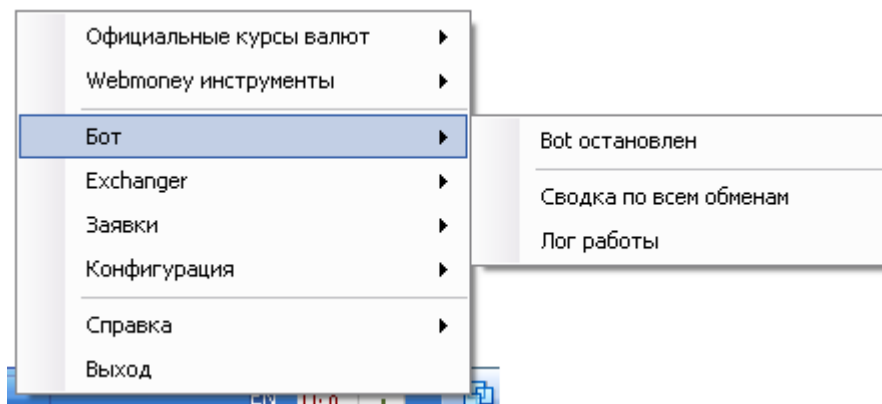 Официальные курсы валют
Webmoney инструменты
Бот
Exchanger
Заявки
Конфигурация
Справка
Выход
Bot остановлен
Сводка по всем обменам
Лог работы